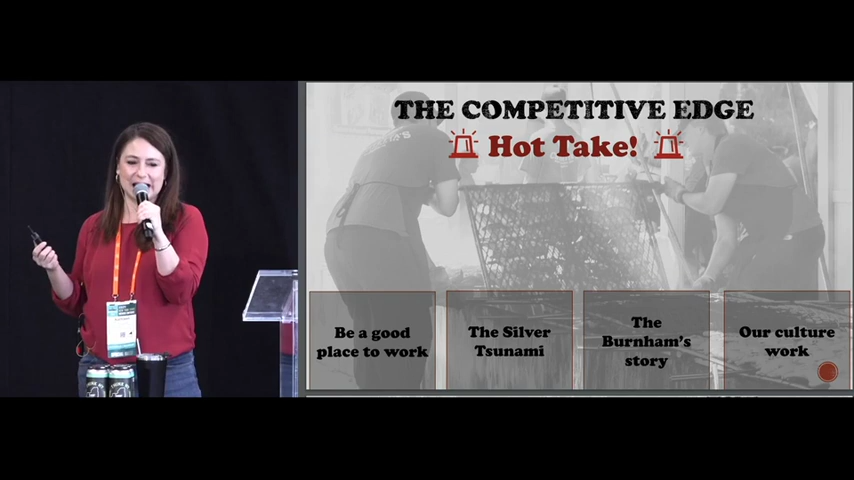 THE COMPETITIVE EDGE
Hot Take!
Be a good
place to work
The Silver
Tsunami
The
Burnham's
story
Our culture
work